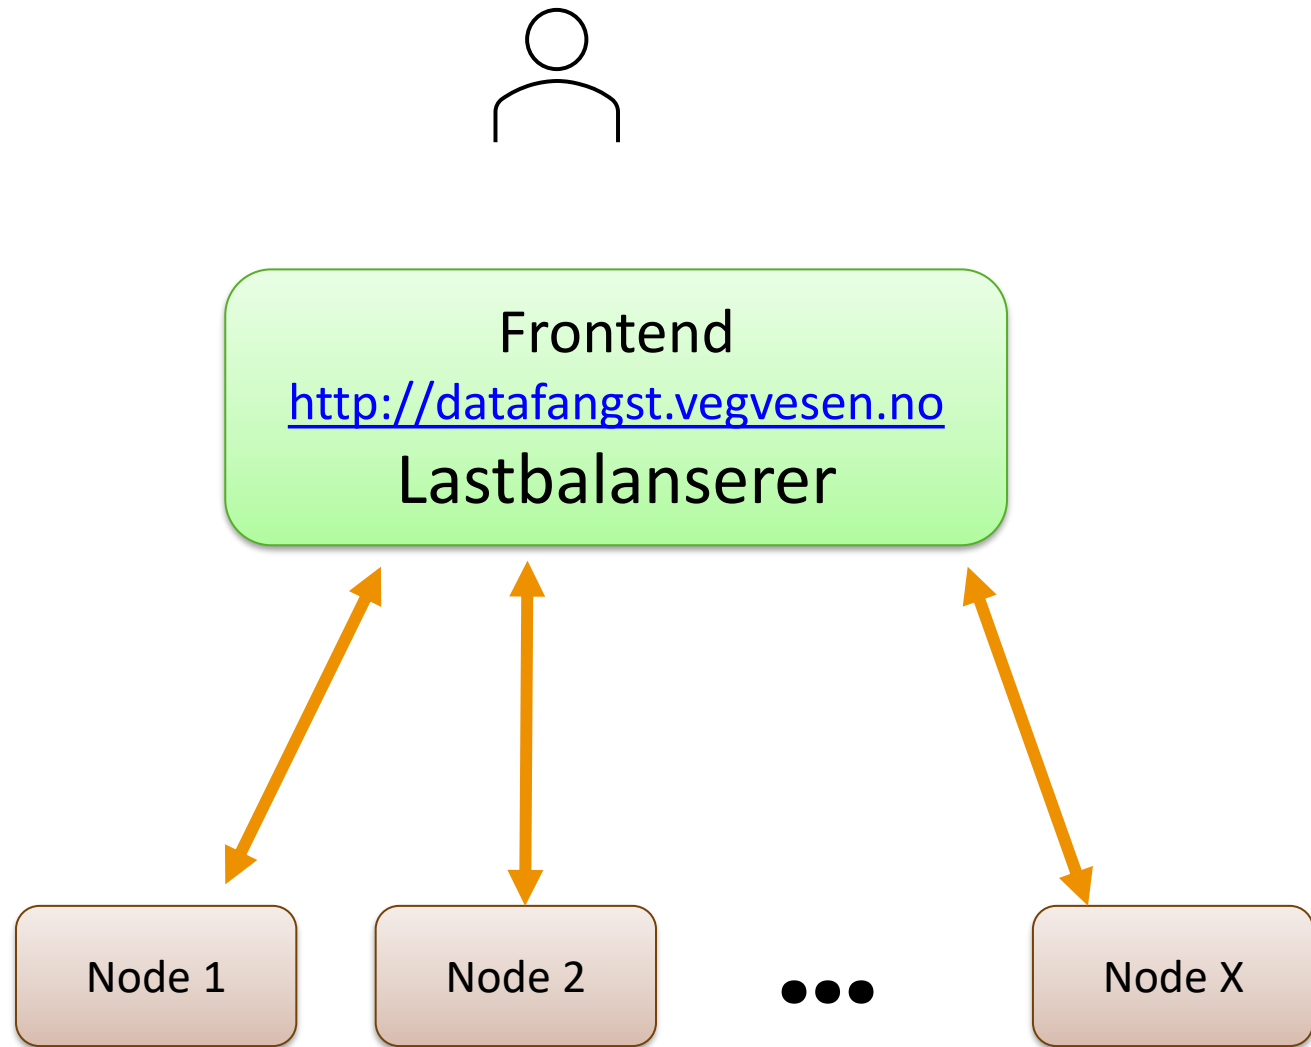 Frontend
http://datafangst.vegvesen.no
Lastbalanserer
Node 1
Node 2
•••
Node X